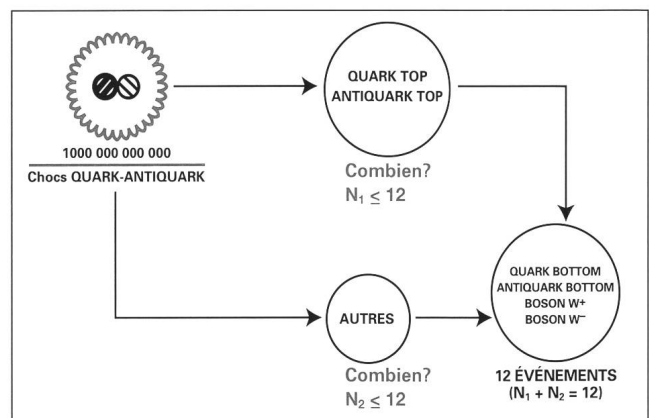 1000 000 000 000
Chocs QUARK-ANTIQUARK
QUARK TOP
ANTIQUARK TOP
Combien?
N₁ ≤ 12
AUTRES
Combien?
N₂ ≤ 12
QUARK BOTTOM
ANTIQUARK BOTTOM
BOSON W⁺
BOSON W⁻
12 ÉVÉNEMENTS
(N₁ + N₂ = 12)